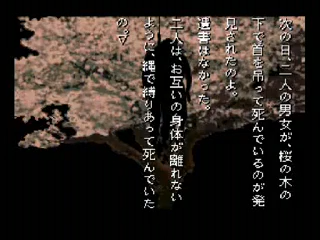 次の日、二人の男女が、桜の木の
下で首を吊って死んでいるのが発
見されたのよ。
遺書はなかった。
二人は、お互いの身体が離れない
ように、縄で縛りあって死んでいた
の。